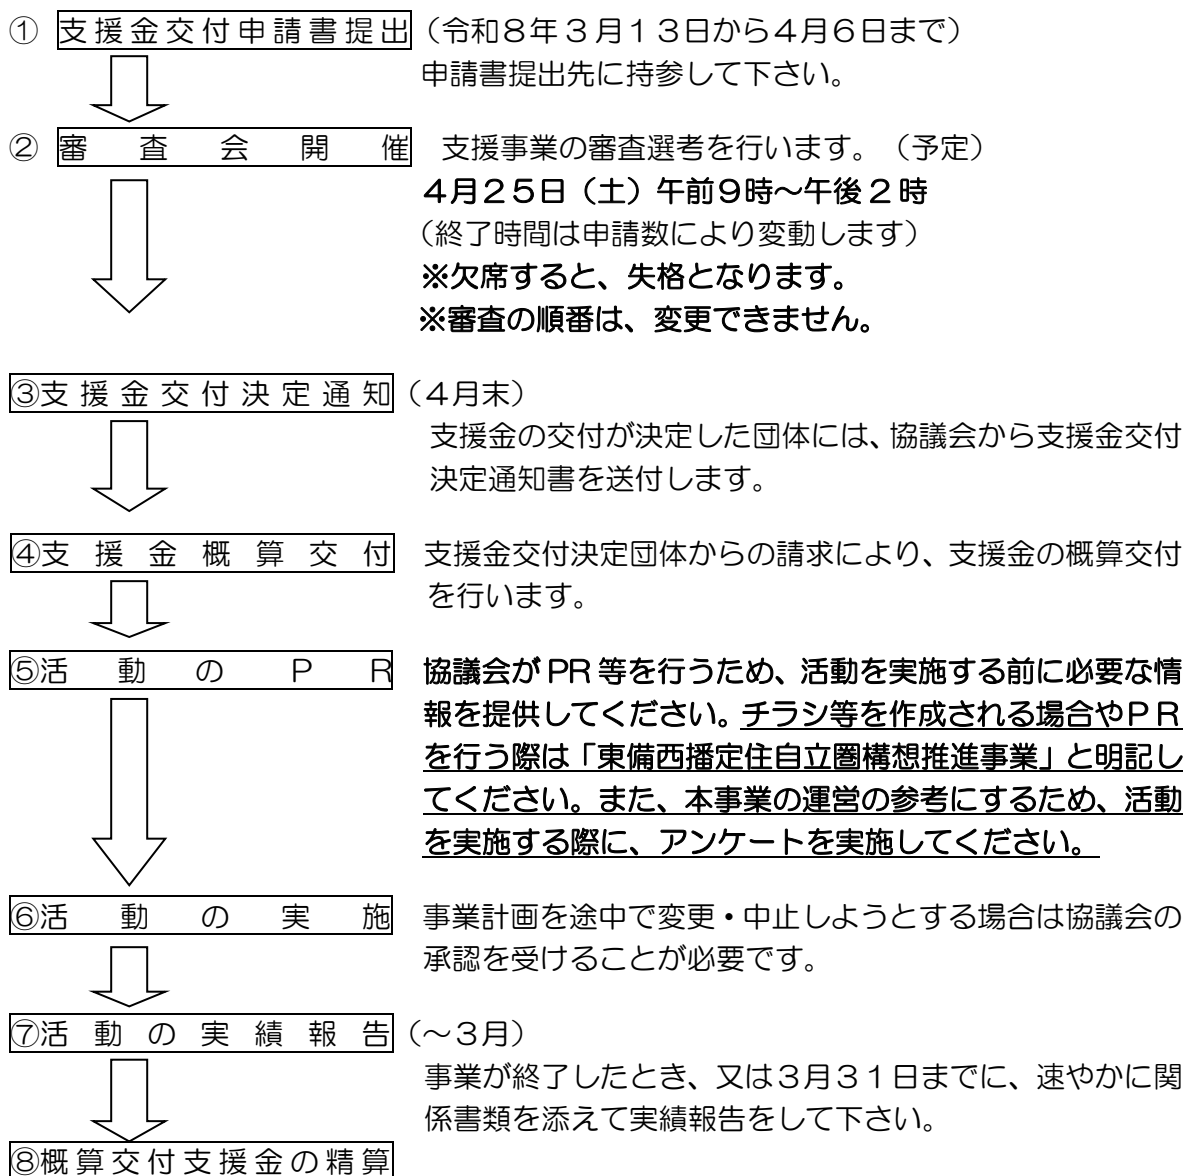 ① 支援金交付申請書提出（令和８年３月１３日から４月６日まで）
申請書提出先に持参して下さい。
② 審査会開催 支援事業の審査選考を行います。（予定）
４月２５日（土）午前９時～午後２時
（終了時間は申請数により変動します）
※欠席すると、失格となります。
※審査の順番は、変更できません。
③支援金交付決定通知（４月末）
支援金の交付が決定した団体には、協議会から支援金交付
決定通知書を送付します。
④支援金概算交付 支援金交付決定団体からの請求により、支援金の概算交付
を行います。
⑤活動のＰＲ 協議会が PR 等を行うため、活動を実施する前に必要な情
報を提供してください。チラシ等を作成される場合やＰＲ
を行う際は「東備西播定住自立圏構想推進事業」と明記し
てください。また、本事業の運営の参考にするため、活動
を実施する際に、アンケートを実施してください。
⑥活動の実施 事業計画を途中で変更・中止しようとする場合は協議会の
承認を受けることが必要です。
⑦活動の実績報告（～３月）
事業が終了したとき、又は３月３１日までに、速やかに関
係書類を添えて実績報告をして下さい。
⑧概算交付支援金の精算